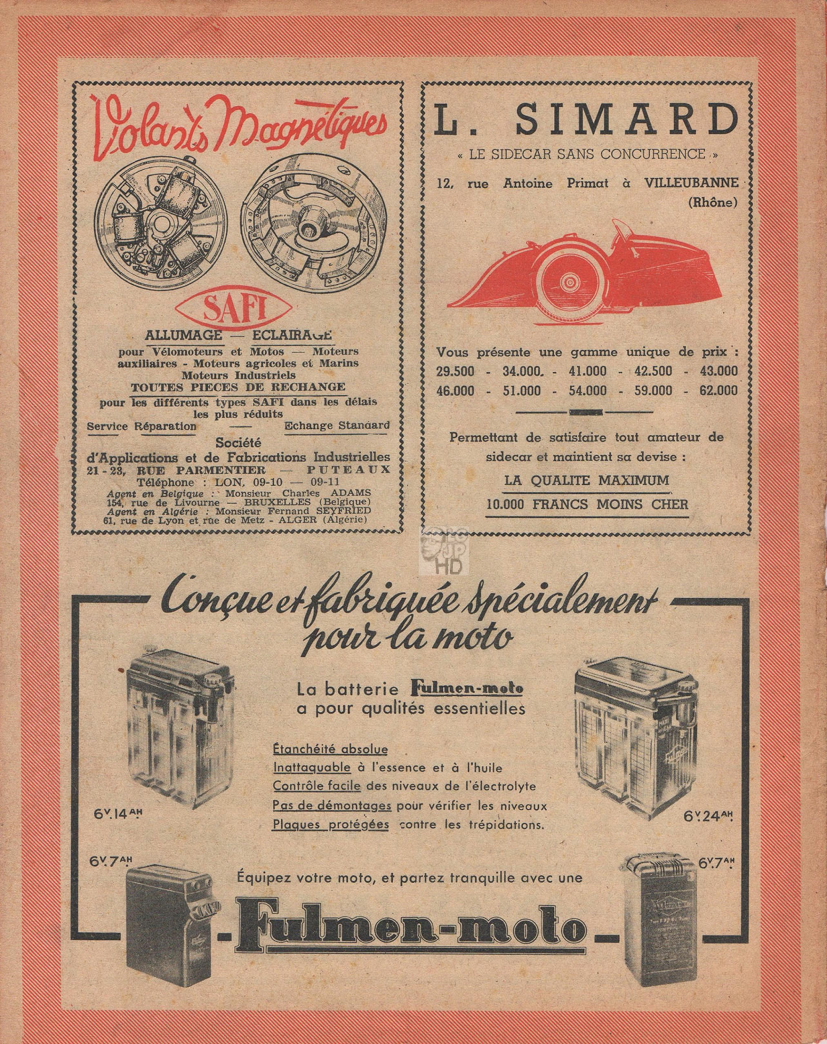 Volants Magnétiques
SAFI
ALLUMAGE — ECLAIRAGE
pour Vélomoteurs et Motos — Moteurs
auxiliaires - Moteurs agricoles et Marins
Moteurs Industriels
TOUTES PIECES DE RECHANGE
pour les différents types SAFI dans les délais
les plus réduits
Service Réparation — Echange Standard
Société
d'Applications et de Fabrications Industrielles
21-23, RUE PARMENTIER — PUTEAUX
Téléphone : LON. 09-10 — 09-11
Agent en Belgique : Monsieur Charles ADAMS
154, rue de Livourne — BRUXELLES (Belgique)
Agent en Algérie : Monsieur Fernand SEYFRIED
61, rue de Lyon et rue de Metz - ALGER (Algérie)
L. SIMARD
« LE SIDECAR SANS CONCURRENCE »
12, rue Antoine Primat à VILLEUBANNE
(Rhône)
Vous présente une gamme unique de prix :
29.500 - 34.000. - 41.000 - 42.500 - 43.000
46.000 - 51.000 - 54.000 - 59.000 - 62.000
Permettant de satisfaire tout amateur de
sidecar et maintient sa devise :
LA QUALITE MAXIMUM
10.000 FRANCS MOINS CHER
HD
Conçue et fabriquée spécialement
pour la moto
La batterie Fulmen-moto
a pour qualités essentielles
Étanchéité absolue
Inattaquable à l'essence et à l'huile
Contrôle facile des niveaux de l'électrolyte
Pas de démontages pour vérifier les niveaux
Plaques protégées contre les trépidations.
6V.14AH
6V.24AH
6V.7AH
6V.7AH
Équipez votre moto, et partez tranquille avec une
Fulmen-moto